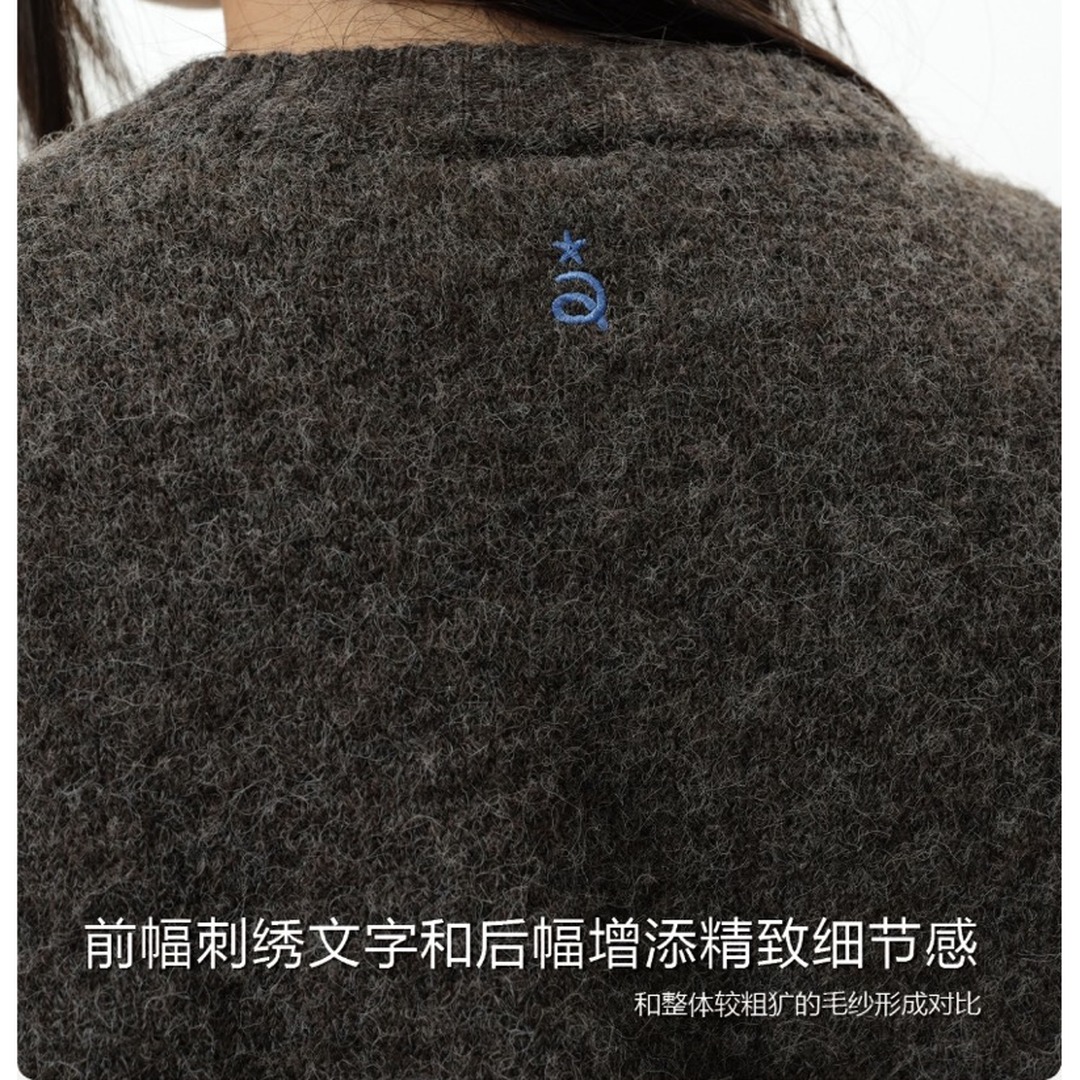 a
前幅刺绣文字和后幅增添精致细节感
和整体较粗犷的毛纱形成对比